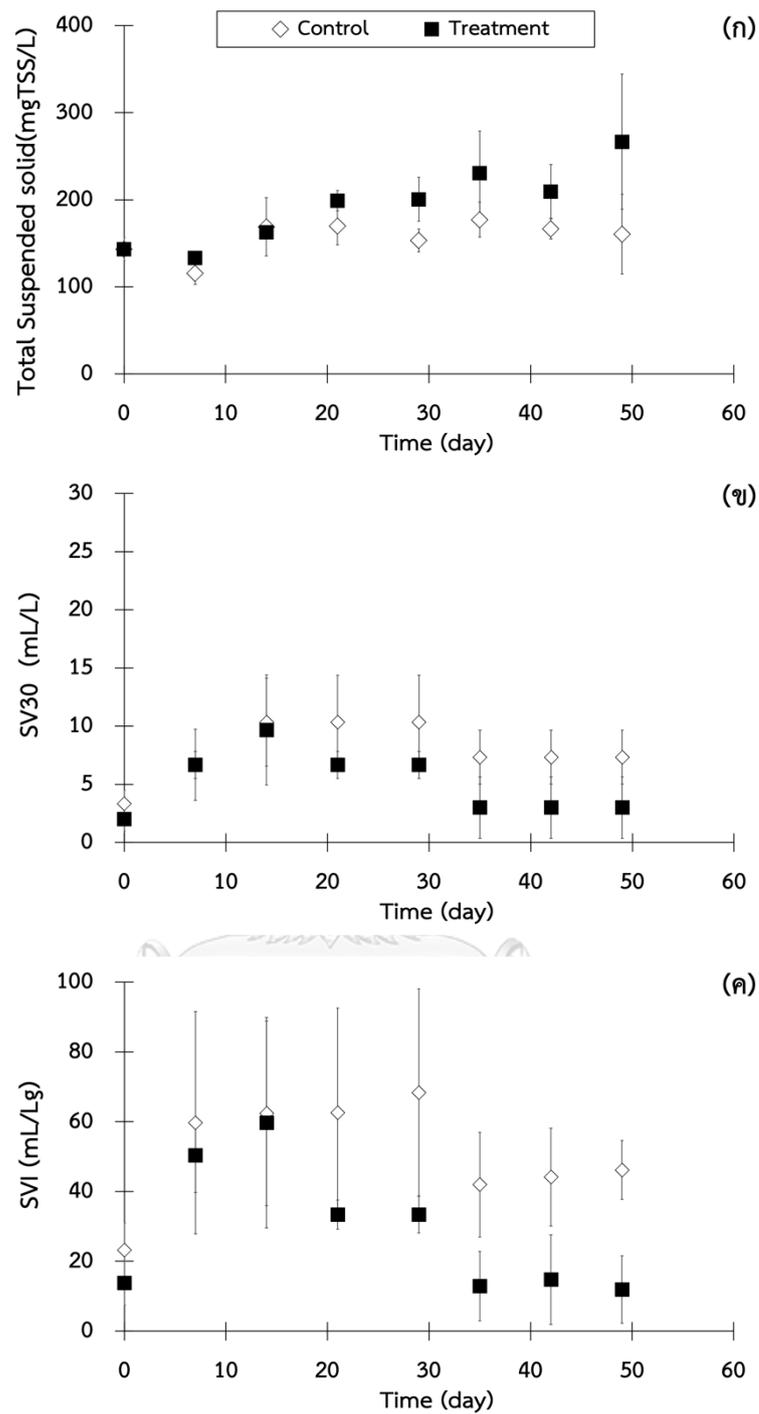 Control Treatment
(ก)
Total Suspended solid(mgTSS/L)
400
300
200
100
0
0 10 20 30 40 50 60
Time (day)
(ข)
SV30 (mL/L)
30
25
20
15
10
5
0
0 10 20 30 40 50 60
Time (day)
(ค)
SVI (mL/Lg)
100
80
60
40
20
0
0 10 20 30 40 50 60
Time (day)